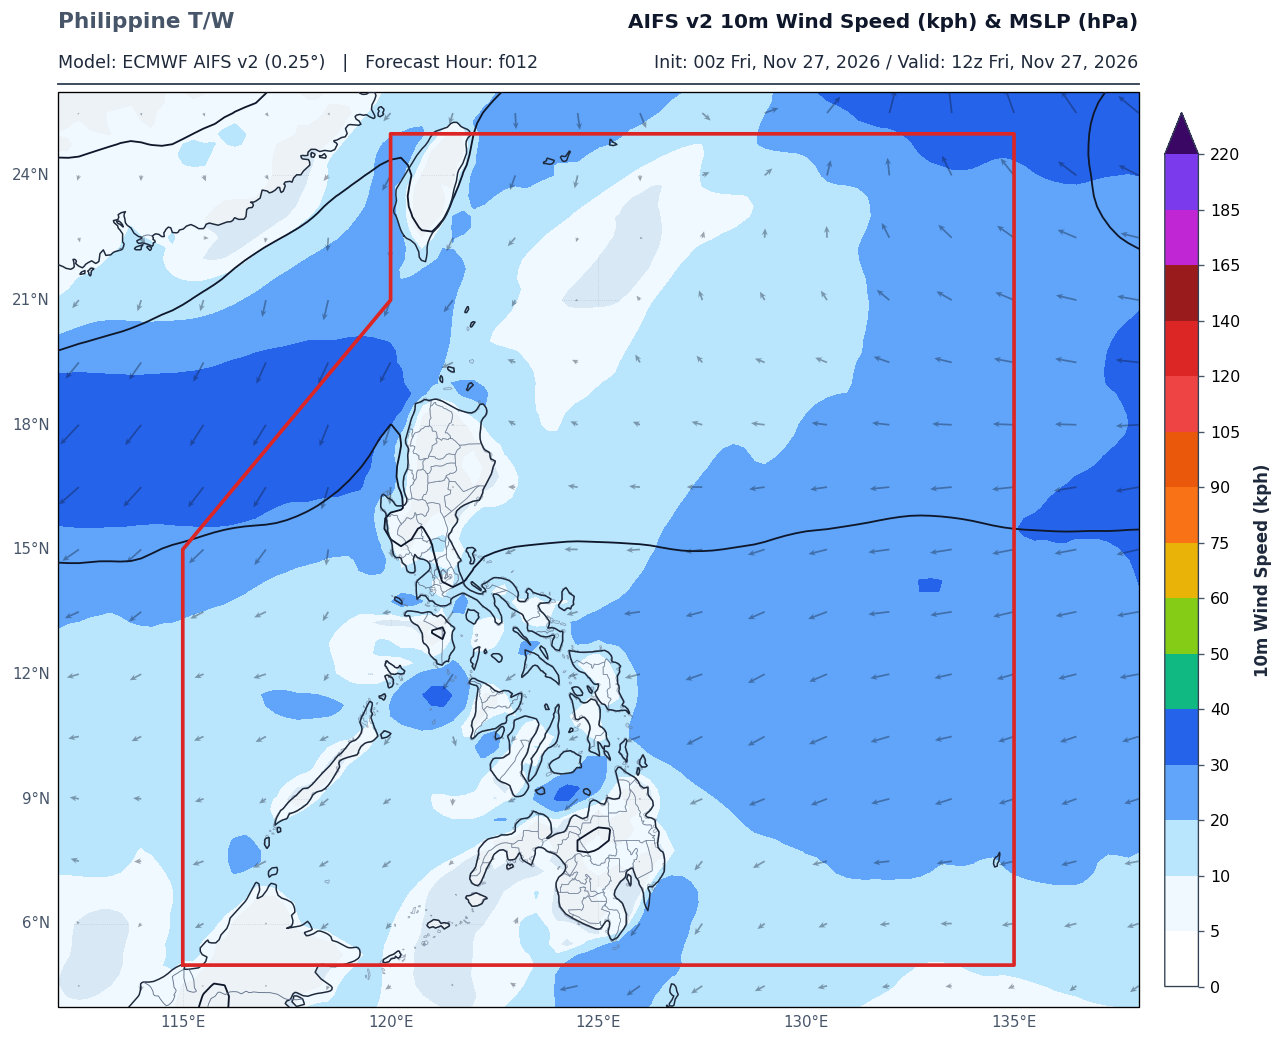 Philippine T/W
AIFS v2 10m Wind Speed (kph) & MSLP (hPa)
Model: ECMWF AIFS v2 (0.25°) | Forecast Hour: f012
Init: 00z Fri, Nov 27, 2026 / Valid: 12z Fri, Nov 27, 2026
24°N
21°N
18°N
15°N
12°N
9°N
6°N
115°E
120°E
125°E
130°E
135°E
220
185
165
140
120
105
90
75
60
50
40
30
20
10
5
0
10m Wind Speed (kph)